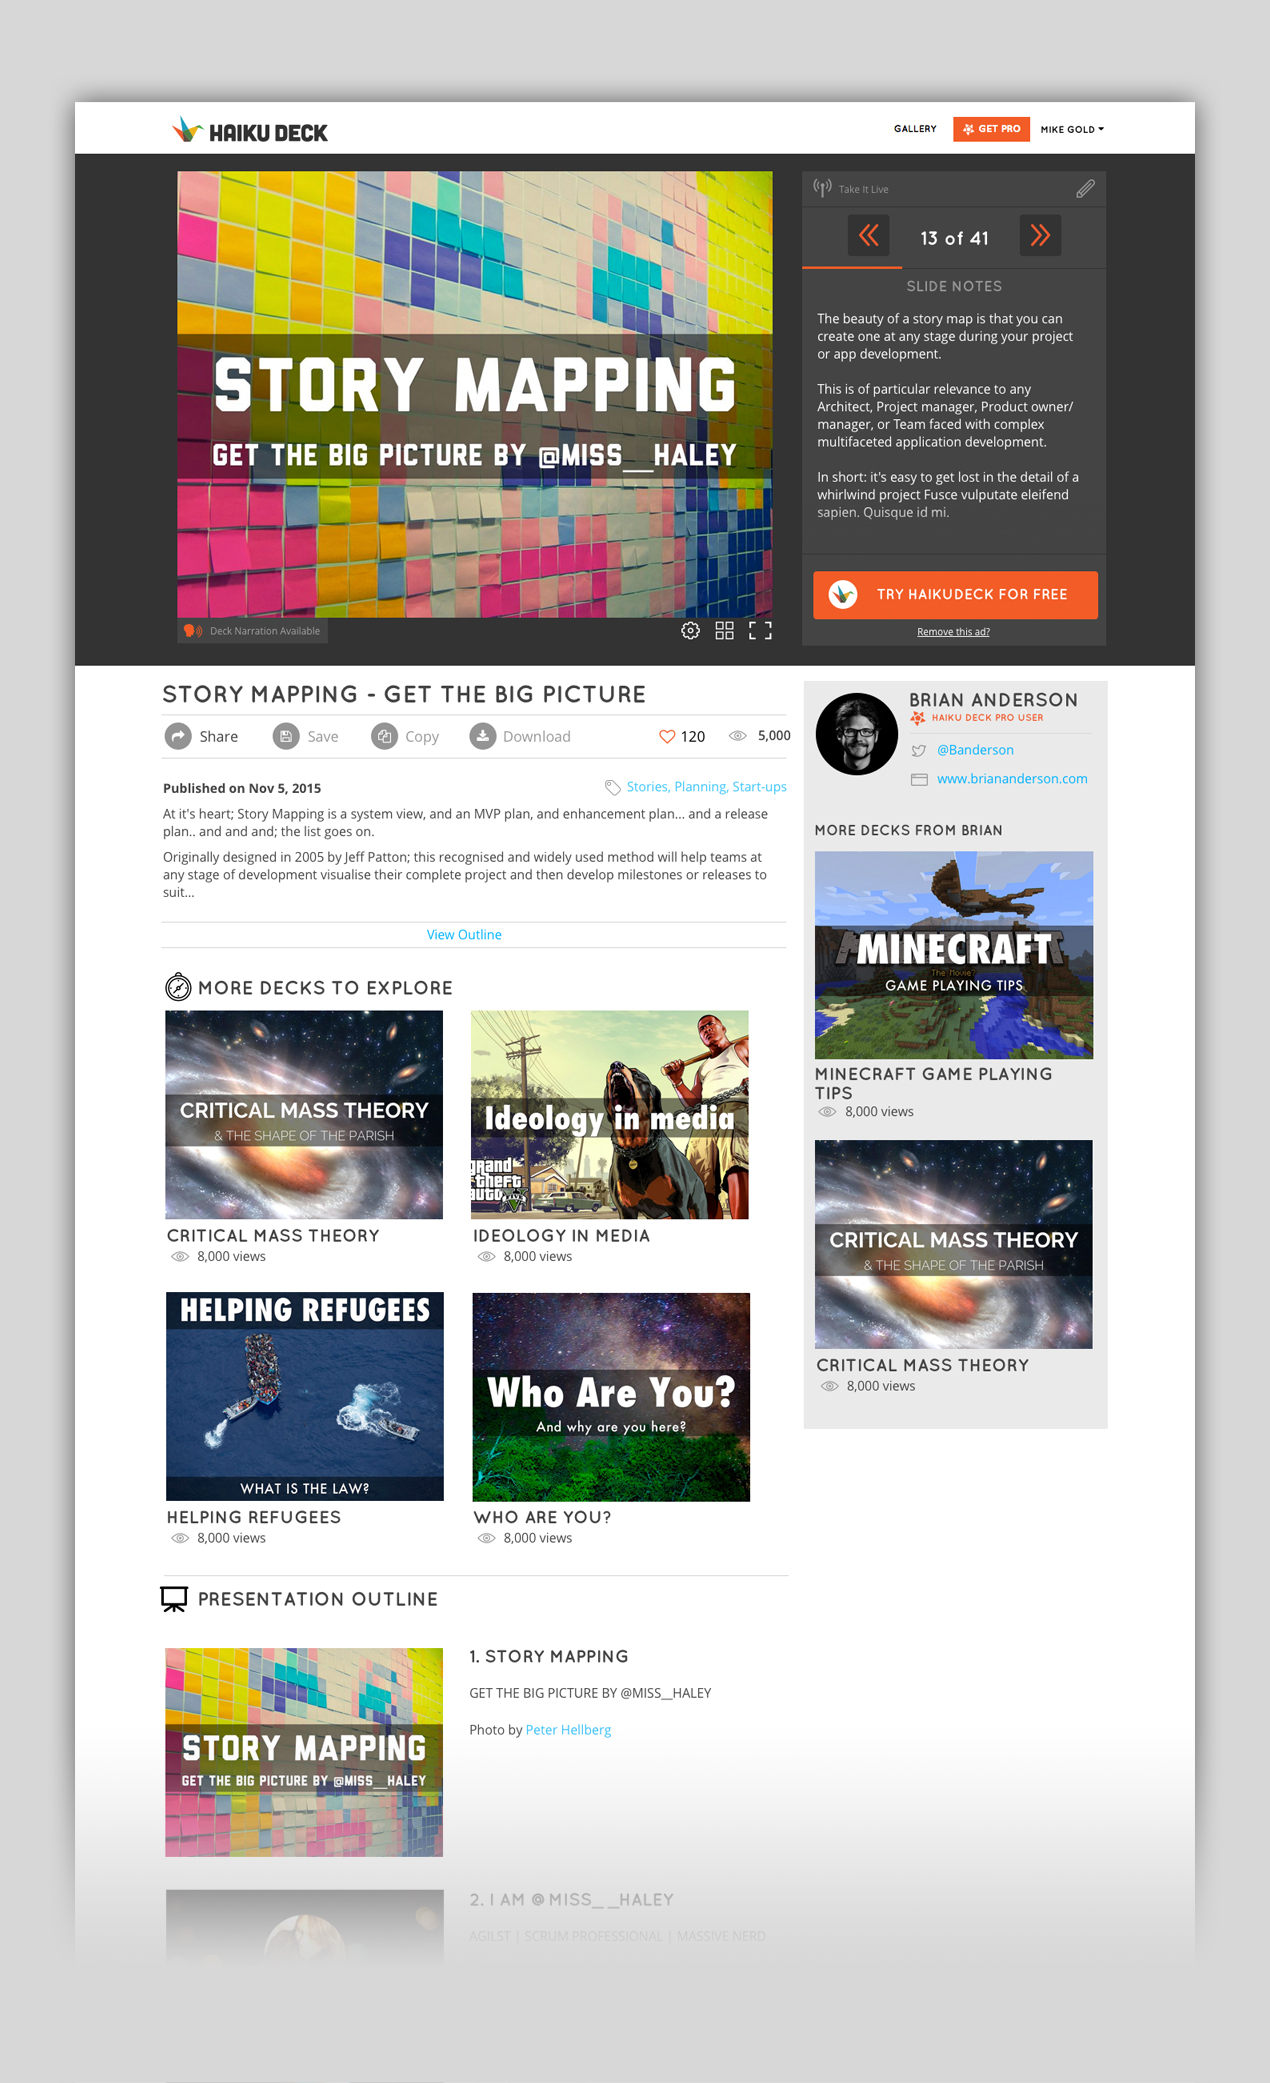 HAIKU DECK
GALLERY
GET PRO
MIKE GOLD
STORY MAPPING
GET THE BIG PICTURE BY @MISS__HALEY
Deck Narration Available
Take It Live
13 of 41
SLIDE NOTES
The beauty of a story map is that you can
create one at any stage during your project
or app development.
This is of particular relevance to any
Architect, Project manager, Product owner/
manager, or Team faced with complex
multifaceted application development.
In short: it's easy to get lost in the detail of a
whirlwind project Fusce vulputate eleifend
sapien. Quisque id mi.
TRY HAIKUDECK FOR FREE
Remove this ad?
STORY MAPPING - GET THE BIG PICTURE
Share
Save
Copy
Download
120
5,000
Published on Nov 5, 2015
Stories, Planning, Start-ups
At it's heart; Story Mapping is a system view, and an MVP plan, and enhancement plan... and a release
plan.. and and and; the list goes on.
Originally designed in 2005 by Jeff Patton; this recognised and widely used method will help teams at
any stage of development visualise their complete project and then develop milestones or releases to
suit...
View Outline
BRIAN ANDERSON
HAIKU DECK PRO USER
@Banderson
www.briananderson.com
MORE DECKS FROM BRIAN
MINECRAFT
The Movie?
GAME PLAYING TIPS
MINECRAFT GAME PLAYING
TIPS
8,000 views
CRITICAL MASS THEORY
& THE SHAPE OF THE PARISH
CRITICAL MASS THEORY
8,000 views
MORE DECKS TO EXPLORE
CRITICAL MASS THEORY
& THE SHAPE OF THE PARISH
CRITICAL MASS THEORY
8,000 views
Ideology in media
grand
theft
auto
V
IDEOLOGY IN MEDIA
8,000 views
HELPING REFUGEES
WHAT IS THE LAW?
HELPING REFUGEES
8,000 views
Who Are You?
And why are you here?
WHO ARE YOU?
8,000 views
PRESENTATION OUTLINE
STORY MAPPING
GET THE BIG PICTURE BY @MISS__HALEY
1. STORY MAPPING
GET THE BIG PICTURE BY @MISS__HALEY
Photo by Peter Hellberg
2. I AM @MISS__HALEY
AGILST | SCRUM PROFESSIONAL | MASSIVE NERD